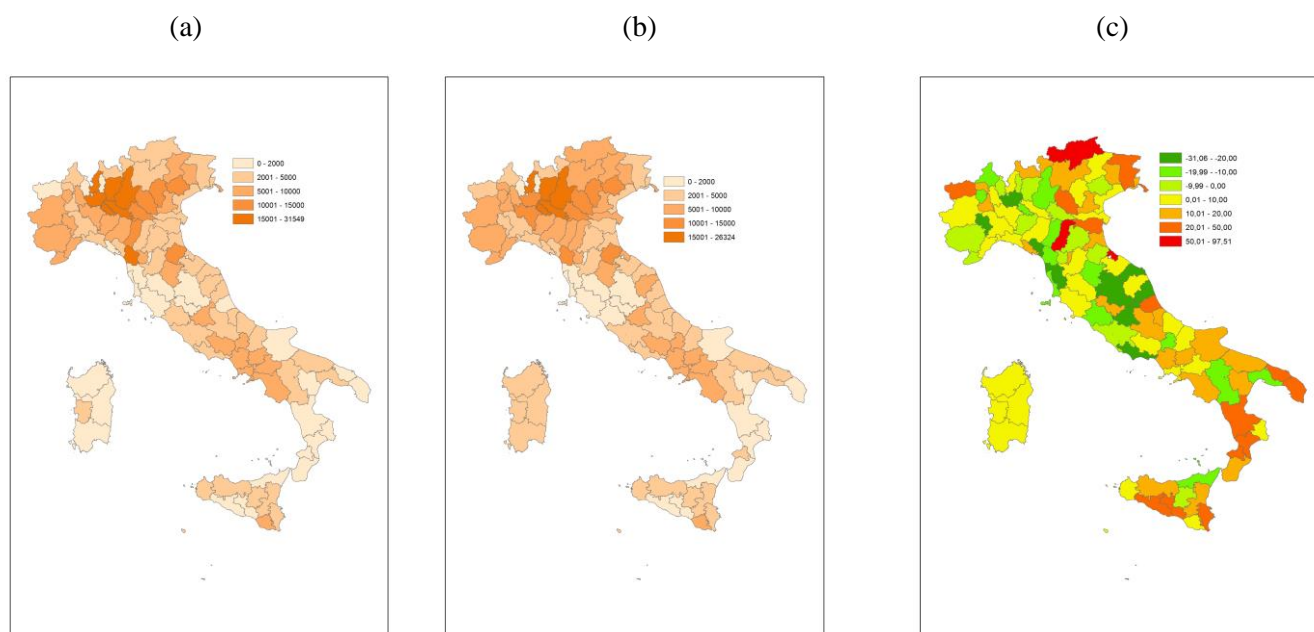 (a)
(b)
(c)
0 - 2000
2001 - 5000
5001 - 10000
10001 - 15000
15001 - 31549
0 - 2000
2001 - 5000
5001 - 10000
10001 - 15000
15001 - 26324
-31,06 - -20,00
-19,99 - -10,00
-9,99 - 0,00
0,01 - 10,00
10,01 - 20,00
20,01 - 50,00
50,01 - 97,51